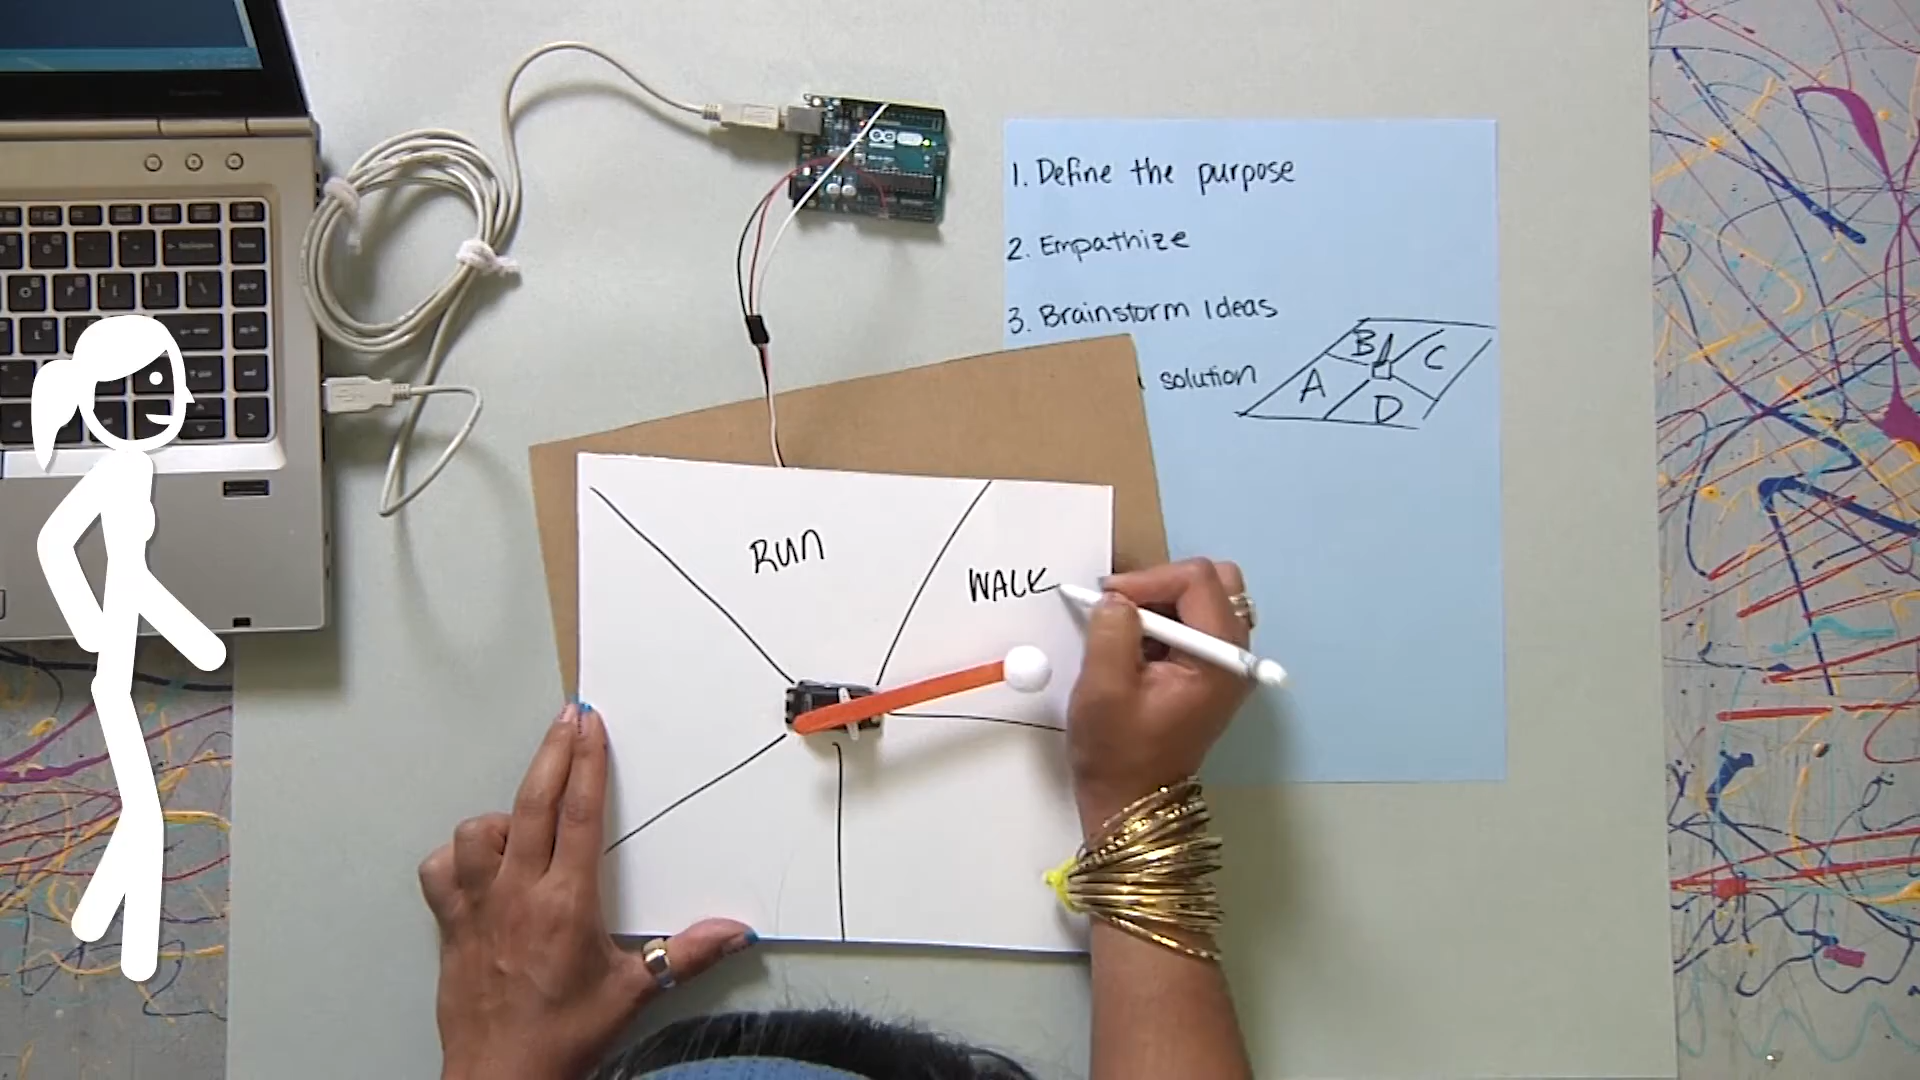 1. Define the purpose
2. Empathize
3. Brainstorm Ideas
solution
B
C
A
D
RUN
WALK